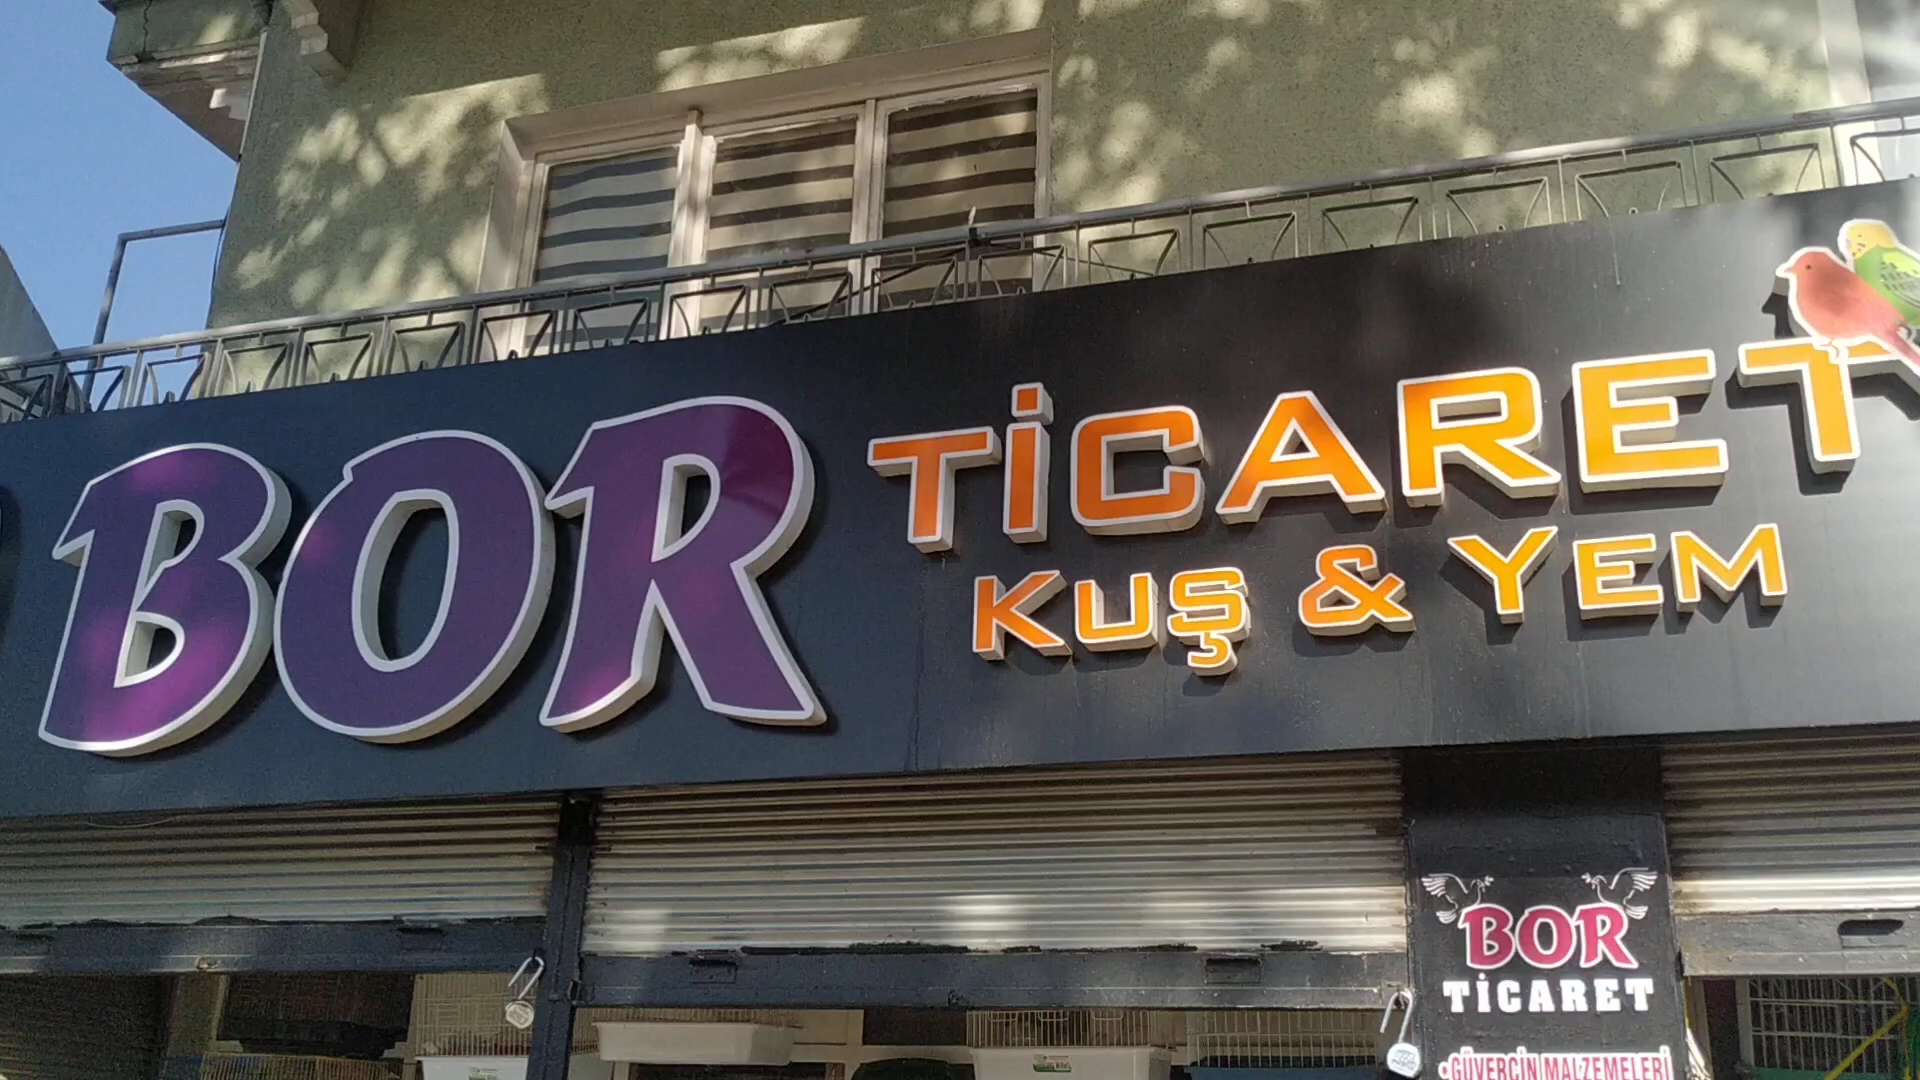 BOR TİCARET
KUŞ & YEM
BOR
TİCARET
• GÜVERCİN MALZEMELERİ